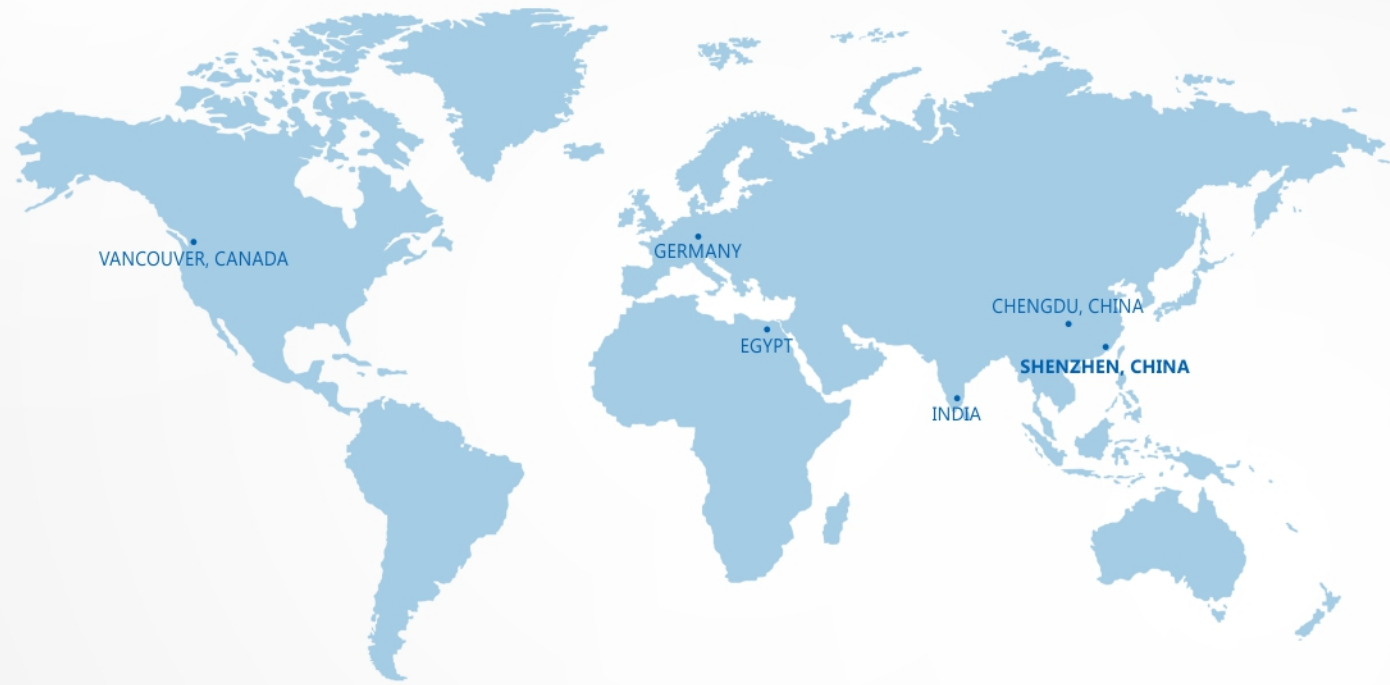 VANCOUVER, CANADA
GERMANY
CHENGDU, CHINA
EGYPT
SHENZHEN, CHINA
INDIA